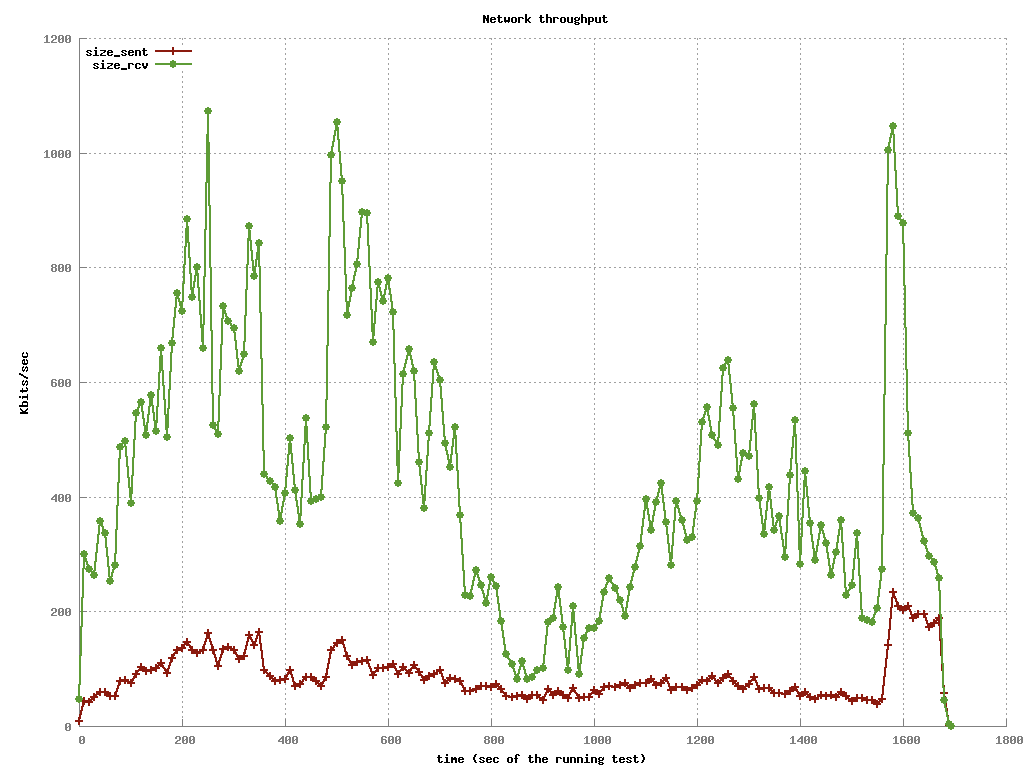 Network throughput
1200
size_sent
size_rcv
1000
800
600
400
200
0
Kbits/sec
0 200 400 600 800 1000 1200 1400 1600 1800
time (sec of the running test)